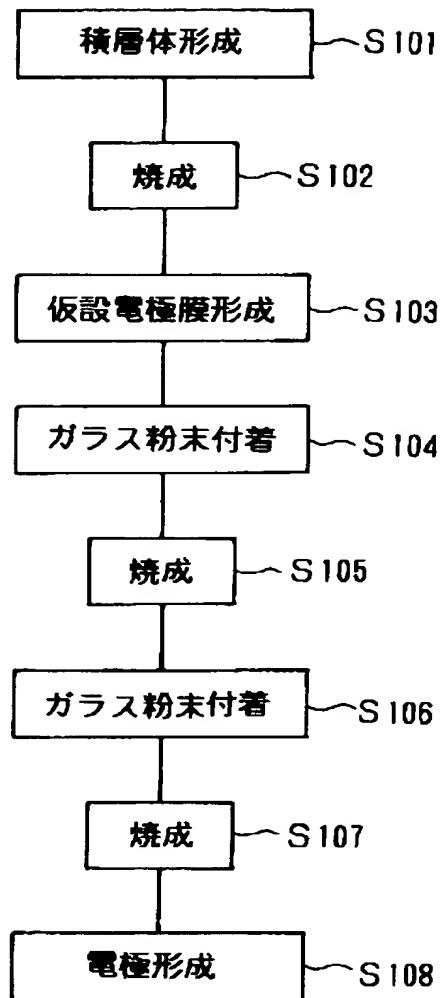 積層体形成 S101
焼成 S102
仮設電極膜形成 S103
ガラス粉末付着 S104
焼成 S105
ガラス粉末付着 S106
焼成 S107
電極形成 S108